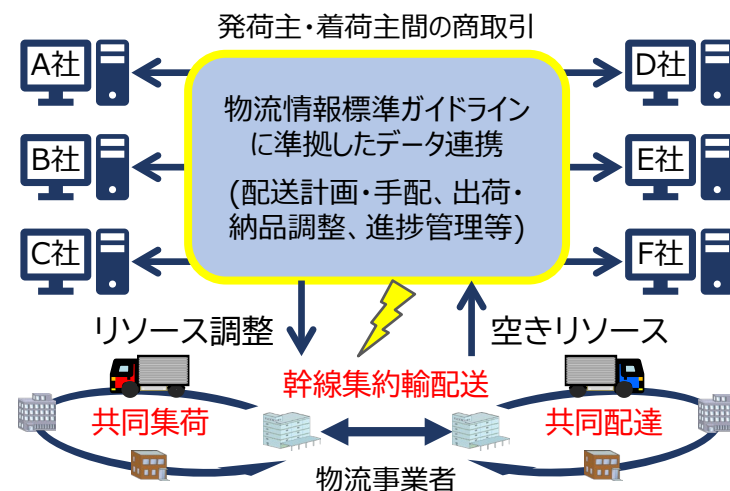 発荷主・着荷主間の商取引
A社
D社
物流情報標準ガイドライン
に準拠したデータ連携
B社
E社
(配送計画・手配、出荷・
納品調整、進捗管理等)
C社
F社
リソース調整
空きリソース
幹線集約輸配送
共同集荷
共同配達
物流事業者